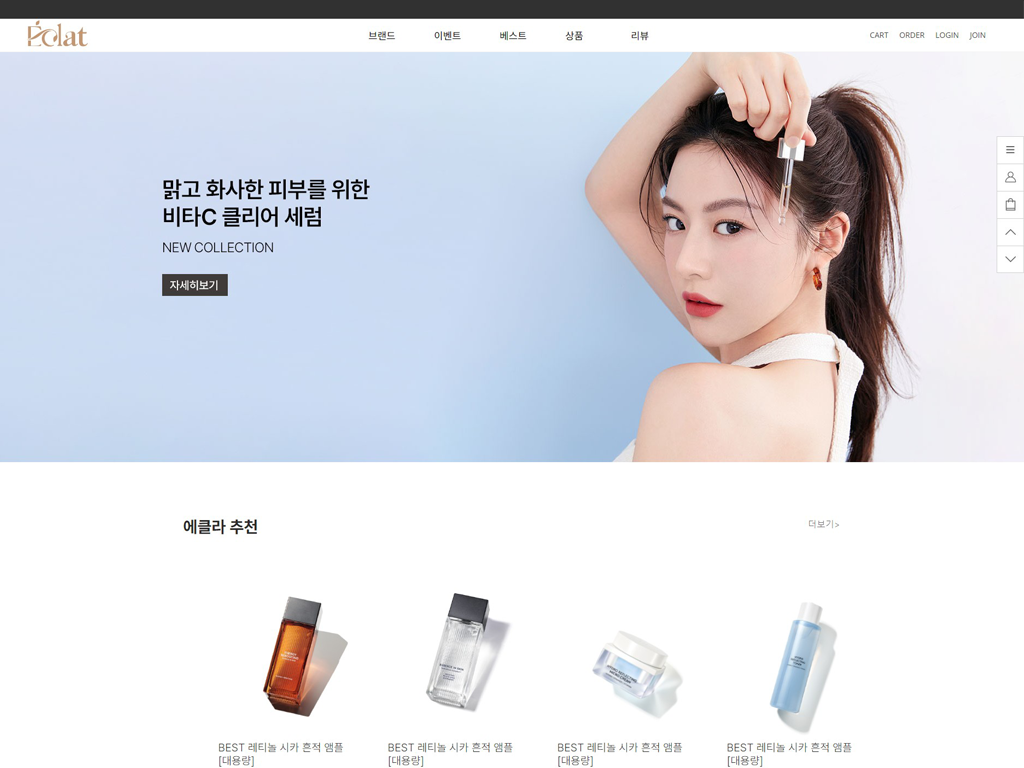 Éclat
브랜드 이벤트 베스트 상품 리뷰
CART ORDER LOGIN JOIN
맑고 화사한 피부를 위한
비타C 클리어 세럼
NEW COLLECTION
자세히보기
에클라 추천
더보기>
BEST 레티놀 시카 흔적 앰플
[대용량]
BEST 레티놀 시카 흔적 앰플
[대용량]
BEST 레티놀 시카 흔적 앰플
[대용량]
BEST 레티놀 시카 흔적 앰플
[대용량]